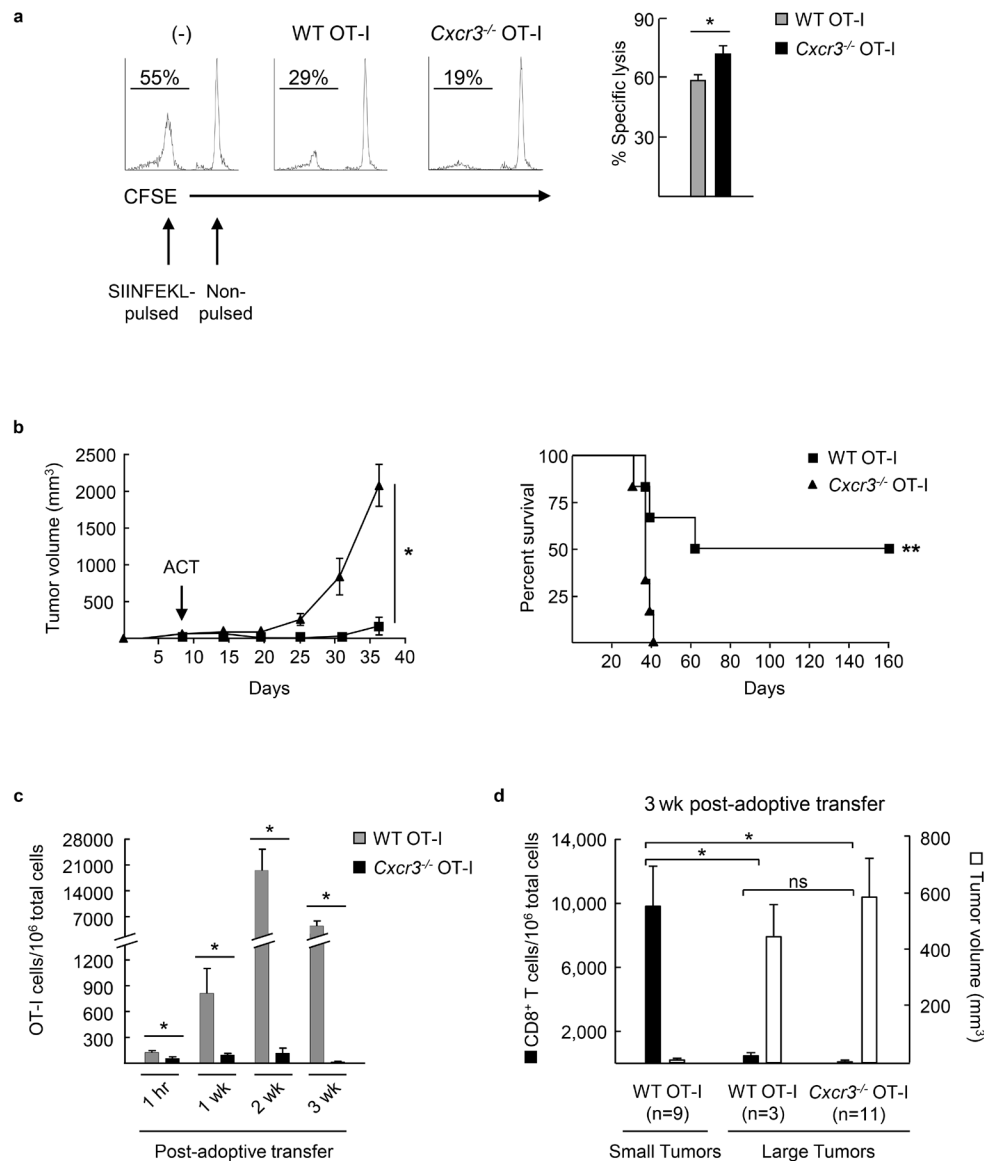 a
(-)
WT OT-I
Cxcr3-/- OT-I
55%
29%
19%
CFSE
SIINFEKL-
pulsed
Non-
pulsed
% Specific lysis
90
60
30
*
WT OT-I
Cxcr3-/- OT-I
b
Tumor volume (mm3)
2500
2000
1500
1000
500
ACT
*
5 10 15 20 25 30 35 40
Days
Percent survival
100
75
50
25
WT OT-I
Cxcr3-/- OT-I
**
20 40 60 80 100 120 140 160
Days
c
OT-I cells/10⁶ total cells
28000
21000
14000
7000
1200
900
600
300
* * * *
WT OT-I
Cxcr3-/- OT-I
1 hr 1 wk 2 wk 3 wk
Post-adoptive transfer
d
3 wk post-adoptive transfer
CD8⁺ T cells/10⁶ total cells
14,000
10,000
6,000
2,000
*
*
ns
800
600
400
200
Tumor volume (mm³)
WT OT-I WT OT-I Cxcr3-/- OT-I
(n=9) (n=3) (n=11)
Small Tumors Large Tumors